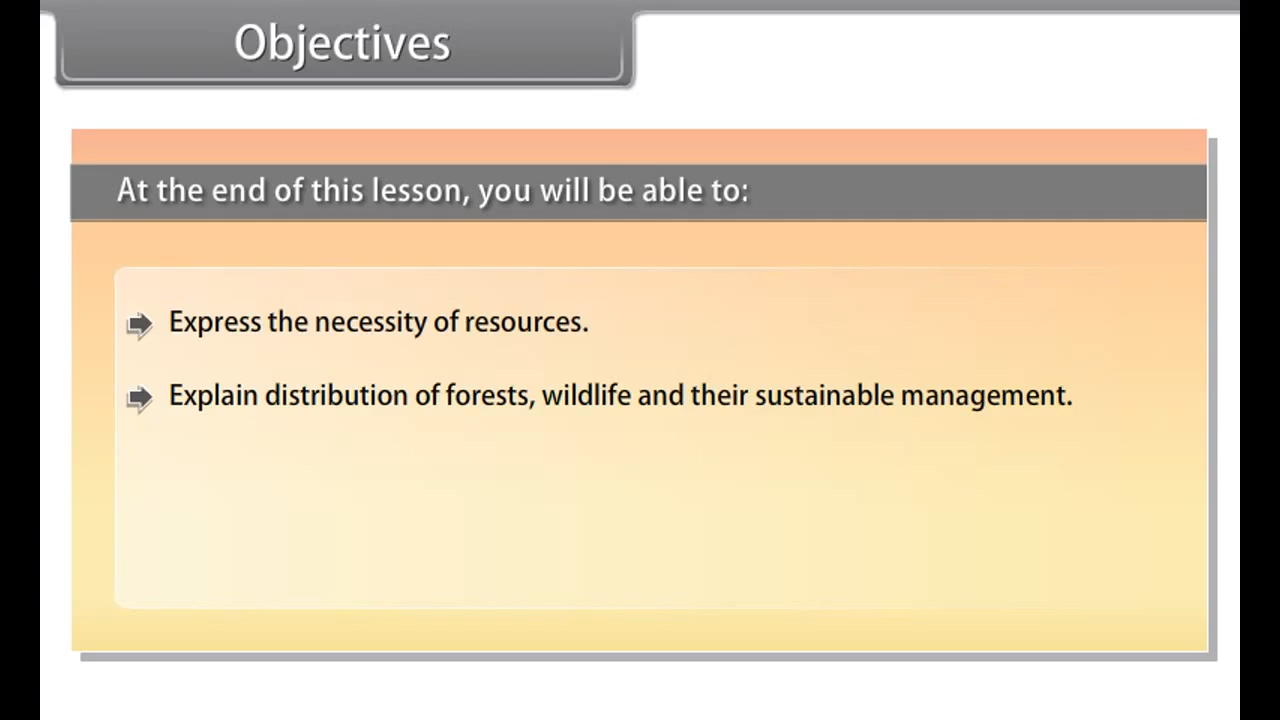 Objectives
At the end of this lesson, you will be able to:
Express the necessity of resources.
Explain distribution of forests, wildlife and their sustainable management.